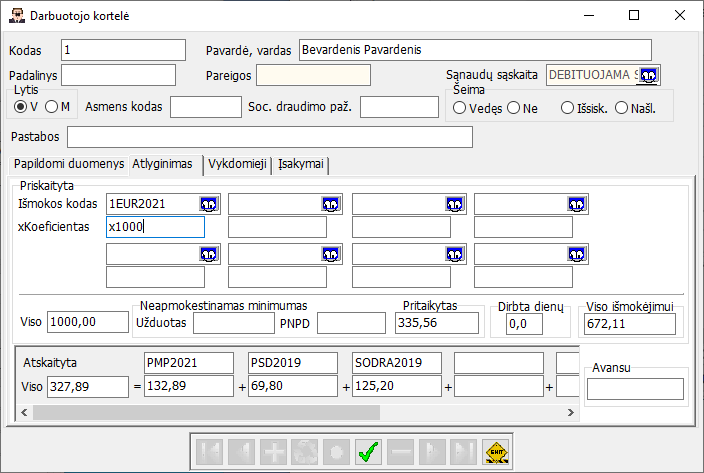 Darbuotojo kortelė
Kodas 1 Pavardė, vardas Bevardenis Pavardenis
Padalinys Pareigos Sąnaudų sąskaita DEBITUOJAMA S
Lytis Šeima
V M Asmens kodas Soc. draudimo paž. Vedęs Ne Išsisk. Našl.
Pastabos
Papildomi duomenys Atlyginimas Vykdomieji Įsakymai
Priskaityta
Išmokos kodas 1EUR2021
xKoeficientas x1000
Neapmokestinamas minimumas Pritaikytas Dirbta dienų Viso išmokėjimui
Viso 1000,00 Užduotas PNPD 335,56 0,0 672,11
Atskaityta PMP2021 PSD2019 SODRA2019 Avansu
Viso 327,89 = 132,89 + 69,80 + 125,20 + +
EXIT